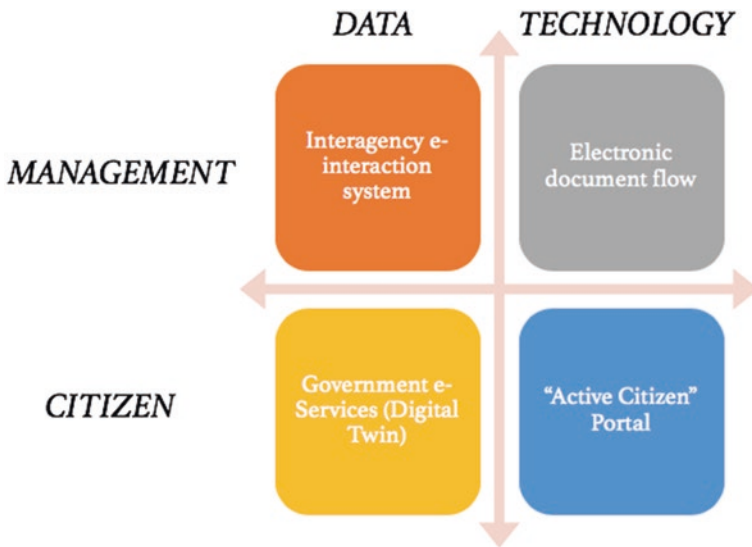 DATA
TECHNOLOGY
MANAGEMENT
Interagency e-
interaction
system
Electronic
document flow
CITIZEN
Government e-
Services (Digital
Twin)
“Active Citizen”
Portal